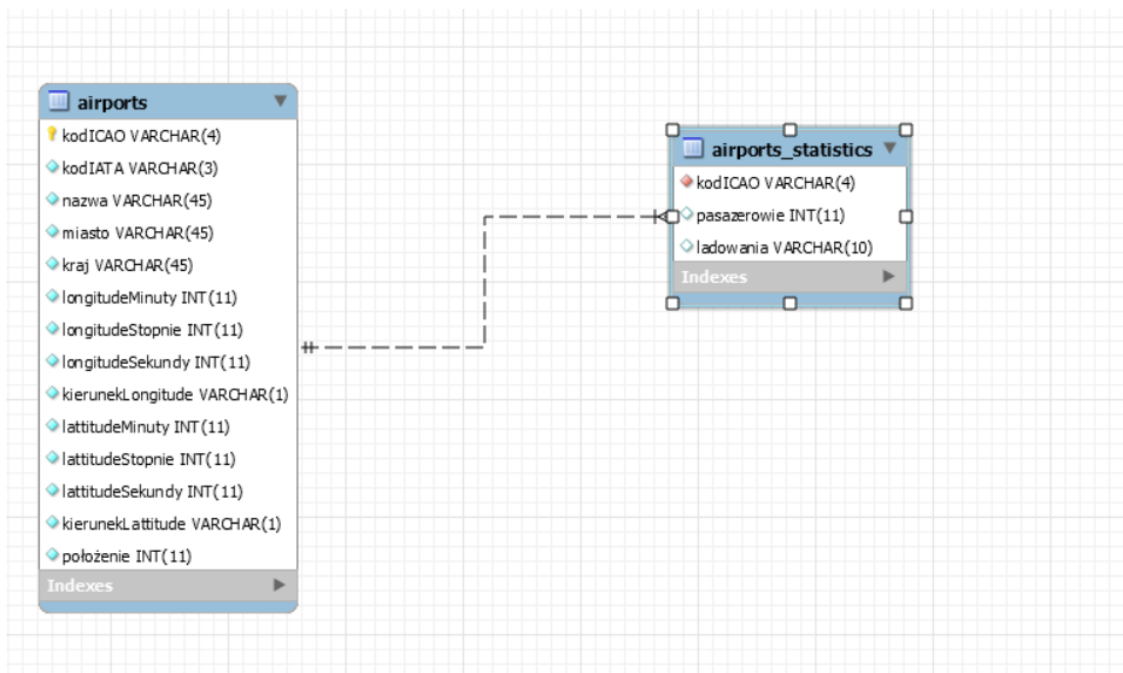 airports
kodICAO VARCHAR(4)
kodIATA VARCHAR(3)
nazwa VARCHAR(45)
miasto VARCHAR(45)
kraj VARCHAR(45)
longitudeMinuty INT(11)
longitudeStopnie INT(11)
longitudeSekundy INT(11)
kierunekLongitude VARCHAR(1)
lattitudeMinuty INT(11)
lattitudeStopnie INT(11)
lattitudeSekundy INT(11)
kierunekLattitude VARCHAR(1)
położenie INT(11)
Indexes
airports_statistics
kodICAO VARCHAR(4)
pasazerowie INT(11)
ladowania VARCHAR(10)
Indexes